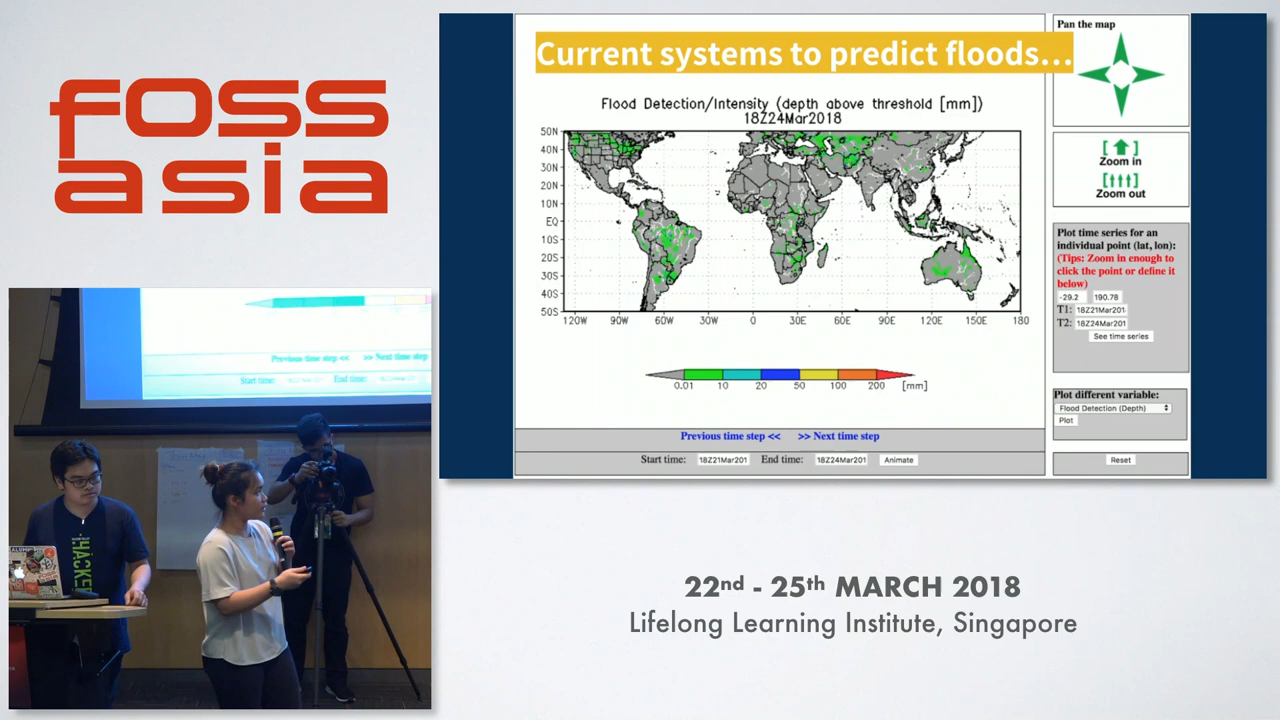 foss
asia
Current systems to predict floods...
Flood Detection/Intensity (depth above threshold [mm])
18Z24Mar2018
50N
40N
30N
20N
10N
EQ
10S
20S
30S
40S
50S
120W 90W 60W 30W 0 30E 60E 90E 120E 150E 180
0.01 10 20 50 100 200 [mm]
Previous time step << >> Next time step
Start time: 18Z21Mar201 End time: 18Z24Mar201 Animate
Pan the map
Zoom in
Zoom out
Plot time series for an
individual point (lat, lon):
(Tips: Zoom in enough to
click the point or define it
below)
-29.2 190.78
T1: 18Z21Mar201
T2: 18Z24Mar201
See time series
Plot different variable:
Flood Detection (Depth)
Plot
Reset
Previous time step << >> Next time step
Start time: End time:
HACKE
22nd - 25th MARCH 2018
Lifelong Learning Institute, Singapore